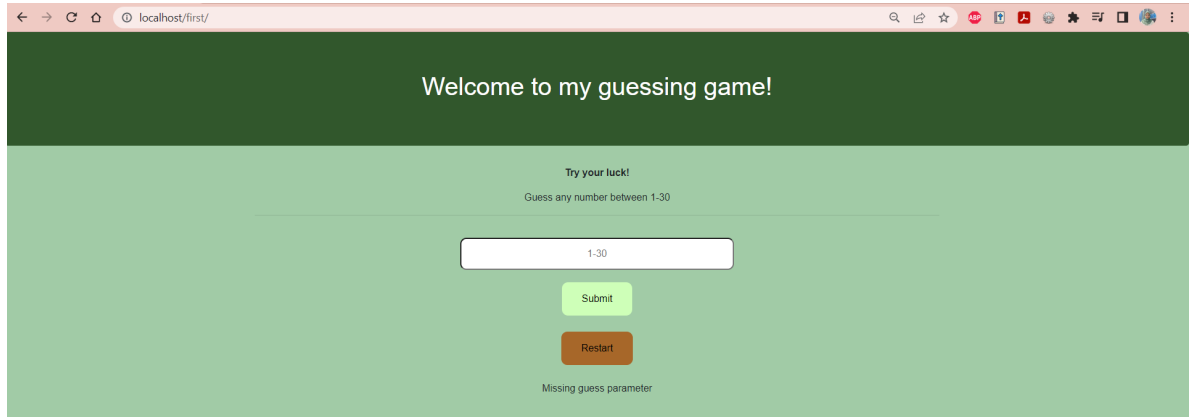 localhost/first/
ABP
Welcome to my guessing game!
Try your luck!
Guess any number between 1-30
1-30
Submit
Restart
Missing guess parameter